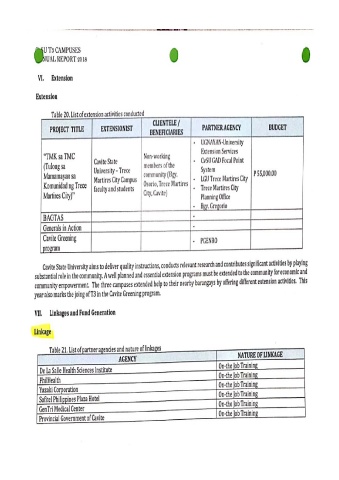 CAMPUSES
ANNUAL REPORT 2018
VI. Extension
Extension
Table 20. List of extension activities conducted
PROJECT TITLE
EXTENSIONIST
CLIENTELE /
BENEFICIARIES
PARTNER AGENCY
BUDGET
"TMK sa TMC
(Tulong sa
Mamamayan sa
Komunidad ng Trece
Martires City)"
Cavite State
University – Trece
Martires City Campus
faculty and students
Non-working
members of the
community (Brgy.
Osorio, Trece Martires
City, Cavite)
- University
Extension Services
- CvSU GAD Focal Point
System
- LGU Trece Martires City
- Trece Martires City
Planning Office
- Brgy. Gregorio
₱ 55,000.00
BAGTAS
-
Generals in Action
-
Cavite Greening
program
- PGENRO
Cavite State University aims to deliver quality instructions, conducts relevant research and contributes significant activities by playing
substantial role in the community. A well planned and essential extension programs must be extended to the community for economic and
community empowerment. The three campuses extended help to their nearby barangays by offering different extension activities. This
year also marks the joing of T3 in the Cavite Greening program.
VII. Linkages and Fund Generation
Linkage
Table 21. List of partner agencies and nature of linkages
AGENCY
NATURE OF LINKAGE
De La Salle Health Sciences Institute
On-the Job Training
PhilHealth
On-the Job Training
Yazaki Corporation
On-the Job Training
Sofitel Philippines Plaza Hotel
On-the Job Training
GenTri Medical Center
On-the Job Training
Provincial Government of Cavite
On-the Job Training